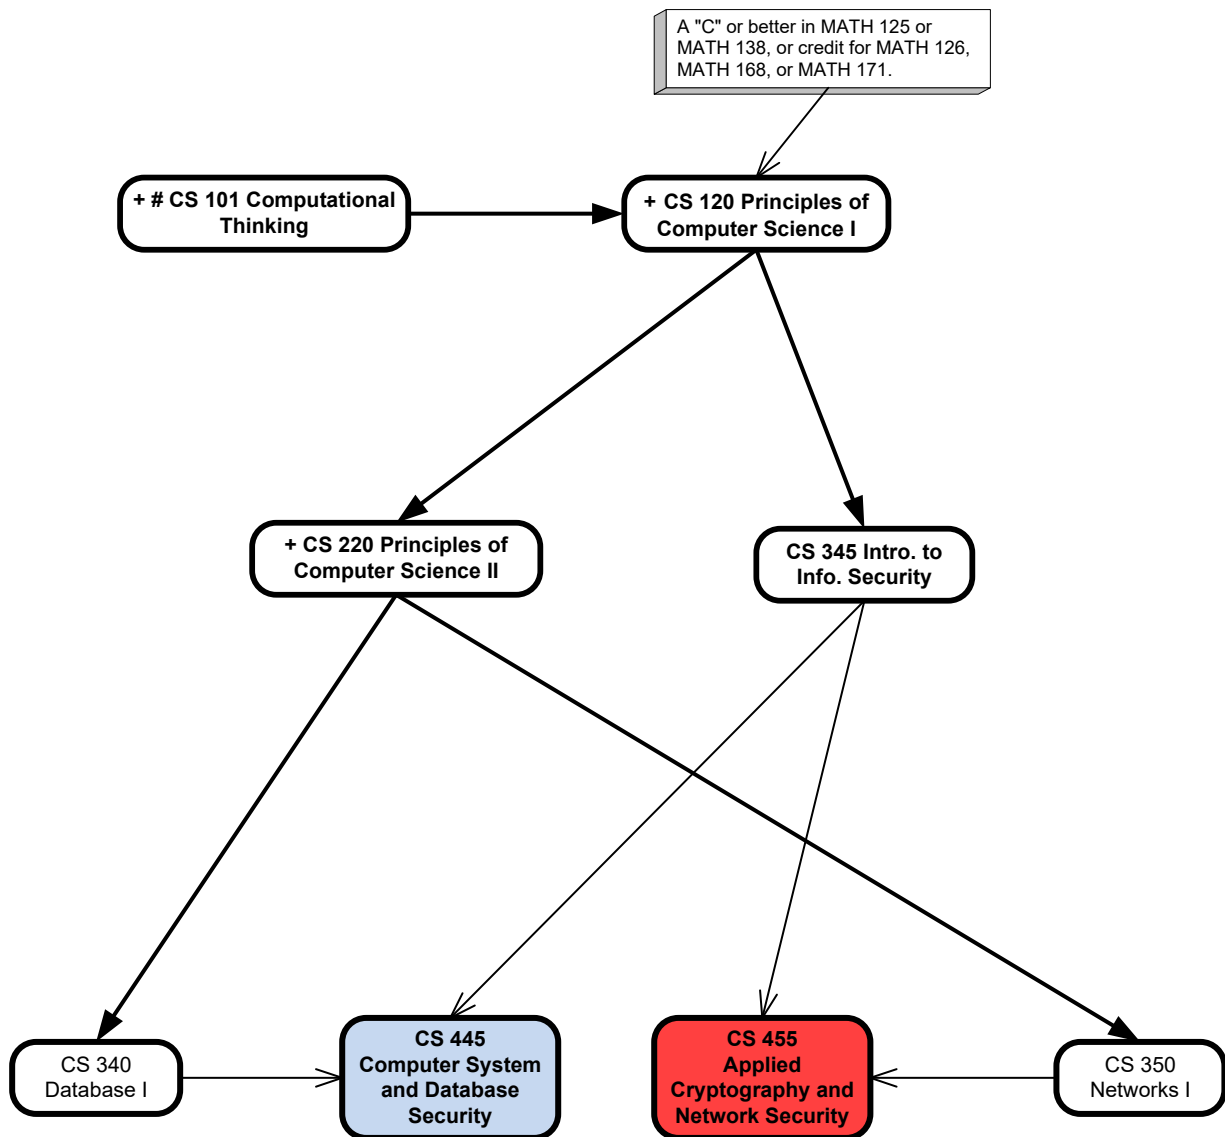 A "C" or better in MATH 125 or
MATH 138, or credit for MATH 126,
MATH 168, or MATH 171.
+ # CS 101 Computational
Thinking
+ CS 120 Principles of
Computer Science I
+ CS 220 Principles of
Computer Science II
CS 345 Intro. to
Info. Security
CS 340
Database I
CS 445
Computer System
and Database
Security
CS 455
Applied
Cryptography and
Network Security
CS 350
Networks I